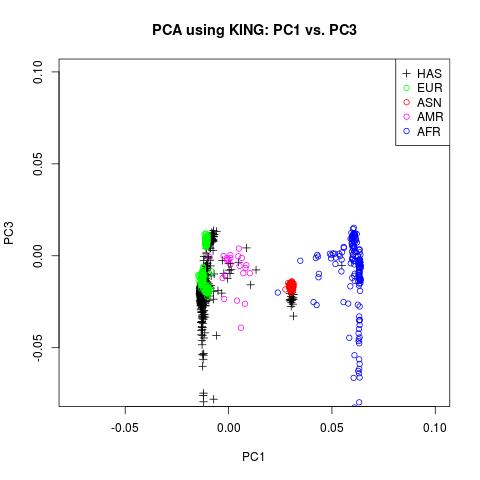 PCA using KING: PC1 vs. PC3
HAS
EUR
ASN
AMR
AFR
0.10
0.05
0.00
-0.05
PC3
-0.05
0.00
0.05
0.10
PC1